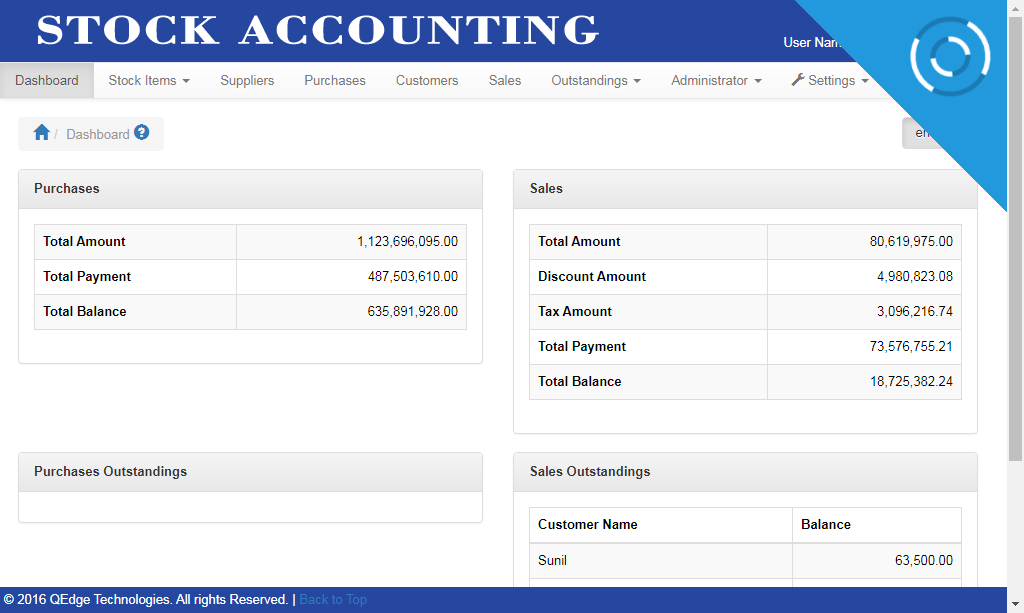 STOCK ACCOUNTING
User
Dashboard Stock Items Suppliers Purchases Customers Sales Outstandings Administrator Settings
/ Dashboard ?
Purchases
Total Amount 1,123,696,095.00
Total Payment 487,503,610.00
Total Balance 635,891,928.00
Sales
Total Amount 80,619,975.00
Discount Amount 4,980,823.08
Tax Amount 3,096,216.74
Total Payment 73,576,755.21
Total Balance 18,725,382.24
Purchases Outstandings
Sales Outstandings
Customer Name Balance
Sunil 63,500.00
© 2016 QEdge Technologies. All rights Reserved. | Back to Top